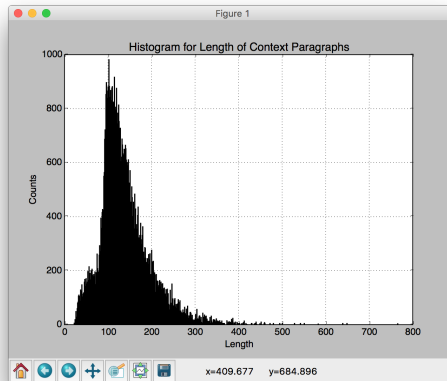 Figure 1
Histogram for Length of Context Paragraphs
1000
800
600
400
200
0
0 100 200 300 400 500 600 700 800
Counts
Length
x=409.677 y=684.896